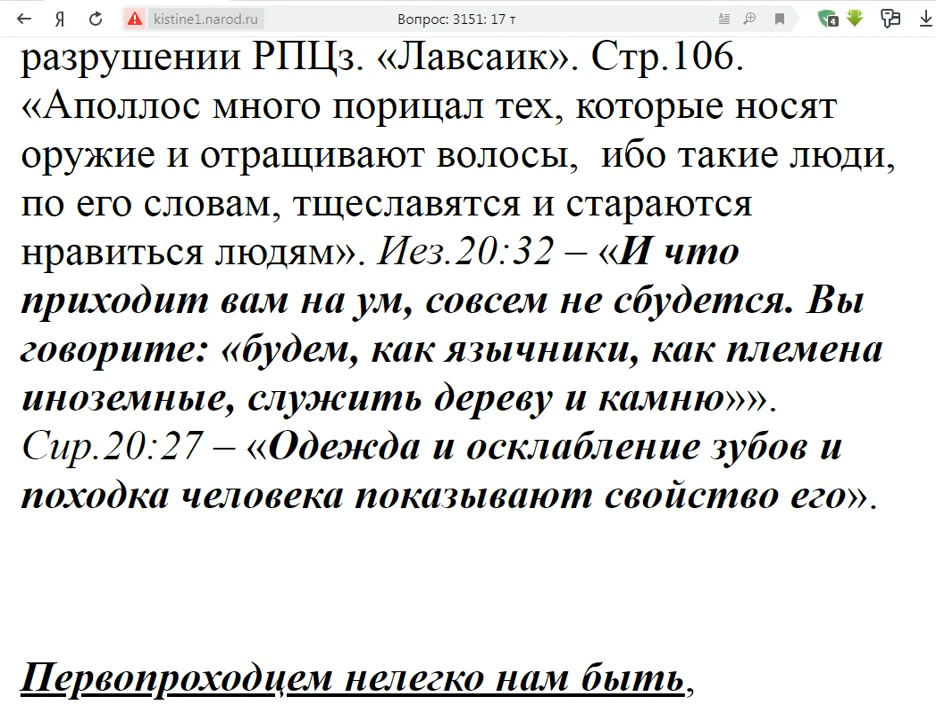 kistine1.narod.ru
Вопрос: 3151: 17 т
4
разрушении РПЦз. «Лавсаик». Стр.106.
«Аполлос много порицал тех, которые носят
оружие и отращивают волосы, ибо такие люди,
по его словам, тщеславятся и стараются
нравиться людям». Иез.20:32 – «И что
приходит вам на ум, совсем не сбудется. Вы
говорите: «будем, как язычники, как племена
иноземные, служить дереву и камню»».
Сир.20:27 – «Одежда и осклабление зубов и
походка человека показывают свойство его».
Первопроходцем нелегко нам быть,